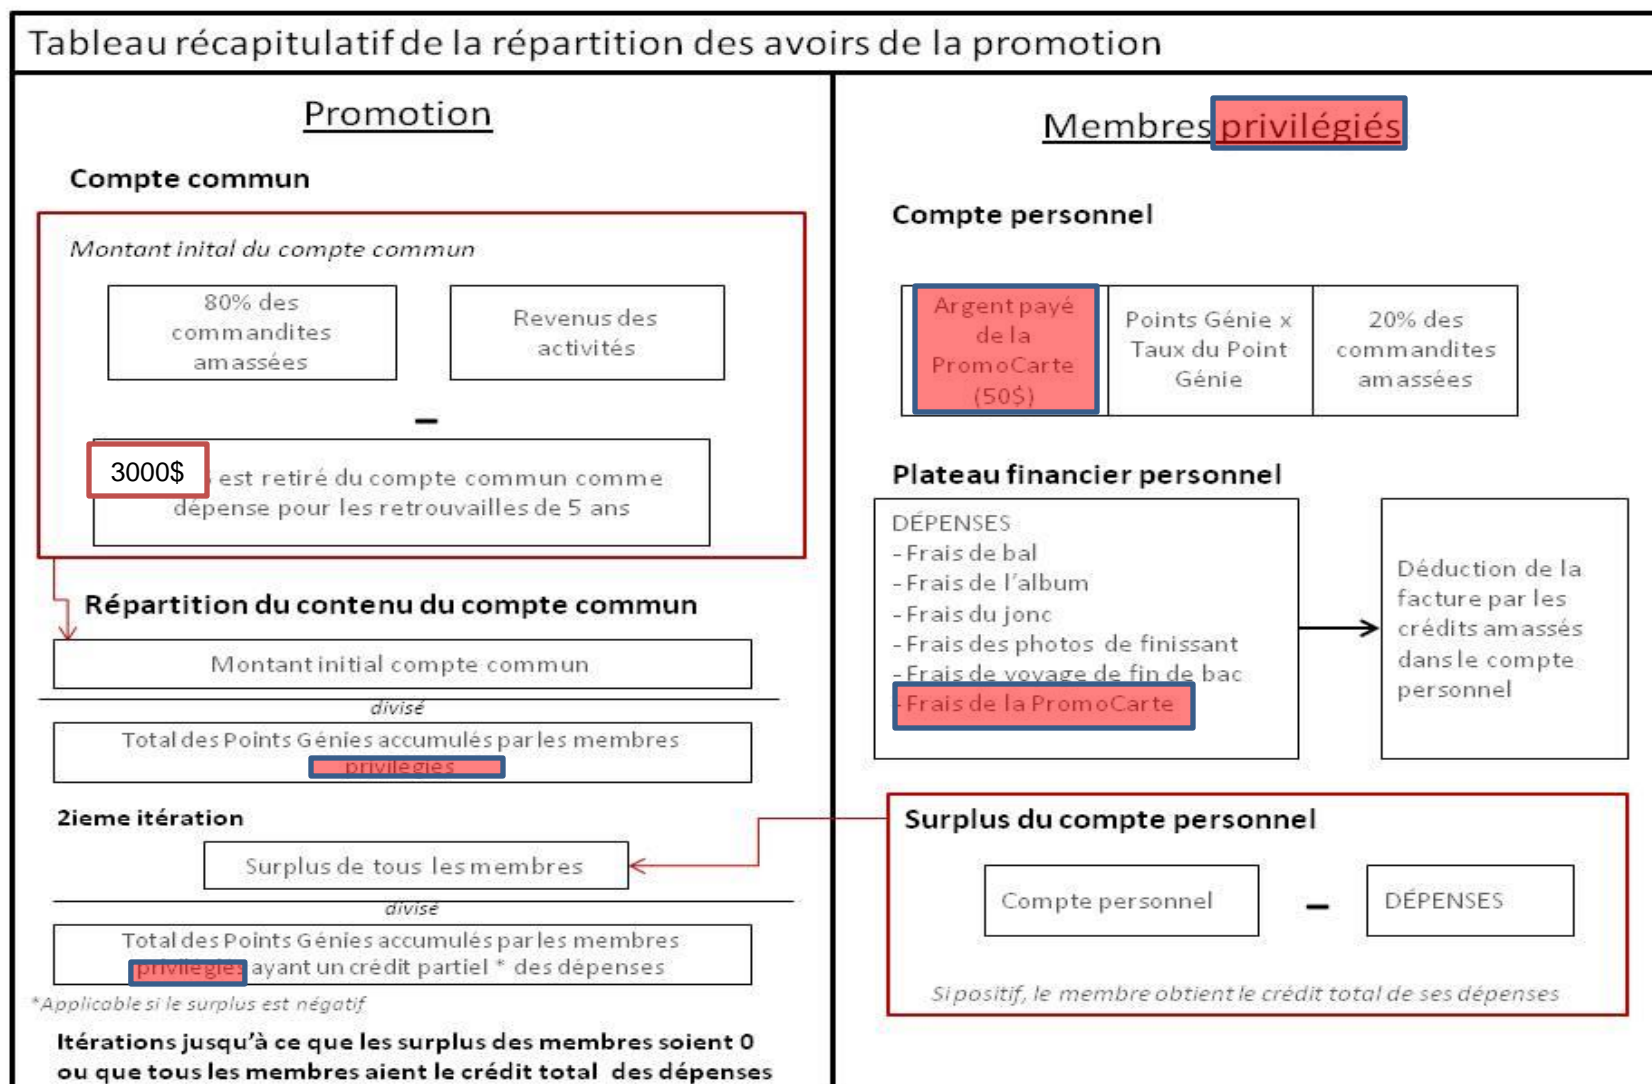 Tableau récapitulatif de la répartition des avoirs de la promotion
Promotion
Compte commun
Montant inital du compte commun
80% des
commandites
amassées
Revenus des
activités
–
3000$ est retiré du compte commun comme
dépense pour les retrouvailles de 5 ans
Répartition du contenu du compte commun
Montant initial compte commun
divisé
Total des Points Génies accumulés par les membres
privilégiés
2ieme itération
Surplus de tous les membres
divisé
Total des Points Génies accumulés par les membres
privilégiés ayant un crédit partiel * des dépenses
*Applicable si le surplus est négatif
Itérations jusqu'à ce que les surplus des membres soient 0
ou que tous les membres aient le crédit total des dépenses
Membres privilégiés
Compte personnel
Argent payé
de la
PromoCarte
(50$)
Points Génie x
Taux du Point
Génie
20% des
commandites
amassées
Plateau financier personnel
DÉPENSES
- Frais de bal
- Frais de l'album
- Frais du jonc
- Frais des photos de finissant
- Frais de voyage de fin de bac
- Frais de la PromoCarte
Déduction de la
facture par les
crédits amassés
dans le compte
personnel
Surplus du compte personnel
Compte personnel
–
DÉPENSES
Si positif, le membre obtient le crédit total de ses dépenses